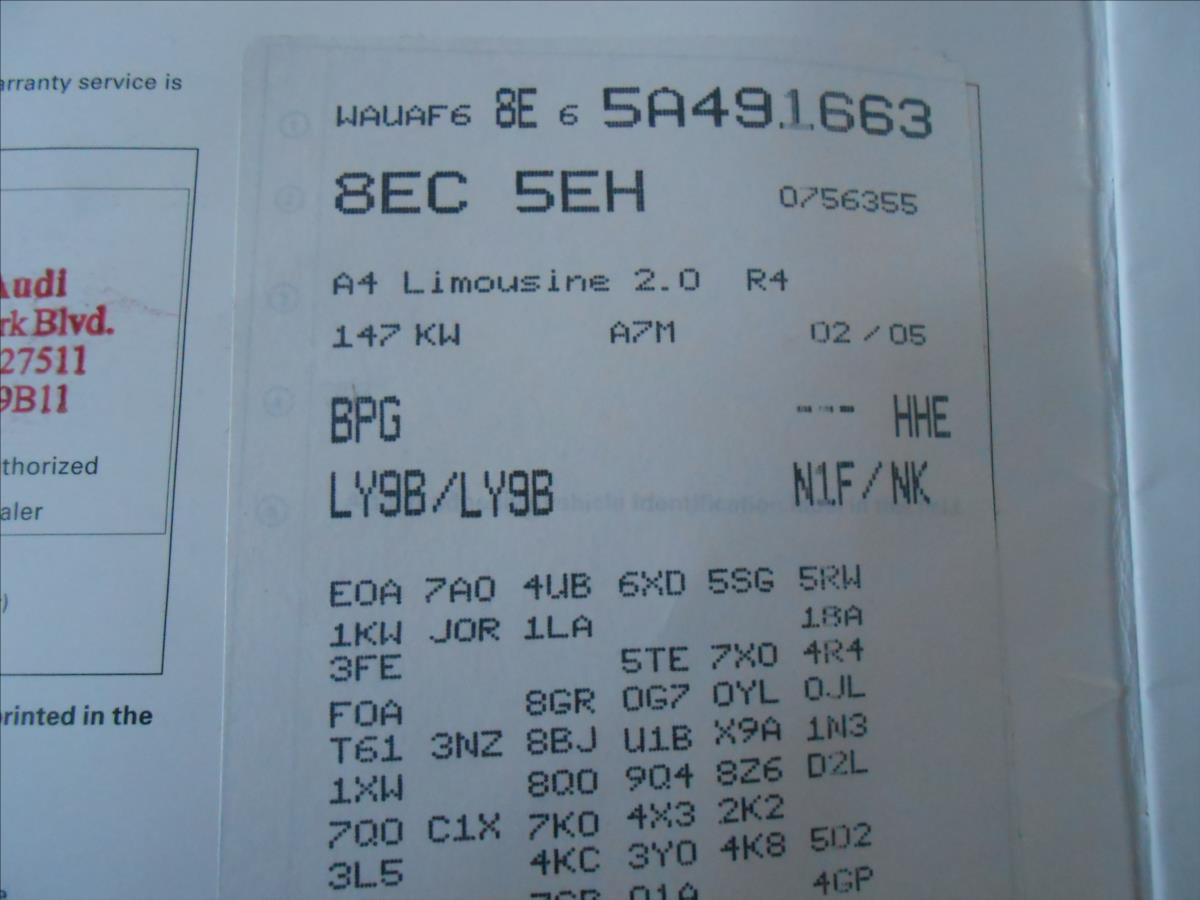 arranty service is
WAUAF6 8E 6 5A491663
8EC 5EH 0756355
Audi
A4 Limousine 2.0 R4
rk Blvd.
147 KW A7M 02/05
27511
9B11
BPG --- HHE
thorized
LY9B/LY9B N1F/NK
aler
E0A 7A0 4UB 6XD 5SG 5RW
)
1KW J0R 1LA 18A
3FE 5TE 7X0 4R4
F0A 8GR 0G7 0YL 0JL
printed in the
T61 3NZ 8BJ U1B X9A 1N3
1XW 8Q0 9Q4 8Z6 D2L
7Q0 C1X 7K0 4X3 2K2
3L5 4KC 3Y0 4K8 5D2
4GP